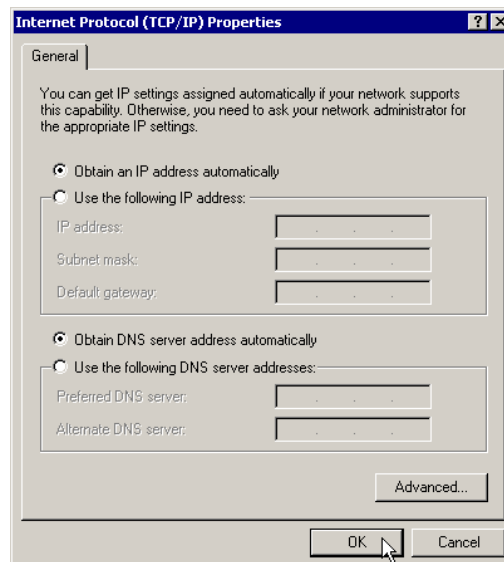 Internet Protocol (TCP/IP) Properties
General
You can get IP settings assigned automatically if your network supports
this capability. Otherwise, you need to ask your network administrator for
the appropriate IP settings.
Obtain an IP address automatically
Use the following IP address:
IP address:
Subnet mask:
Default gateway:
Obtain DNS server address automatically
Use the following DNS server addresses:
Preferred DNS server:
Alternate DNS server:
Advanced...
OK
Cancel